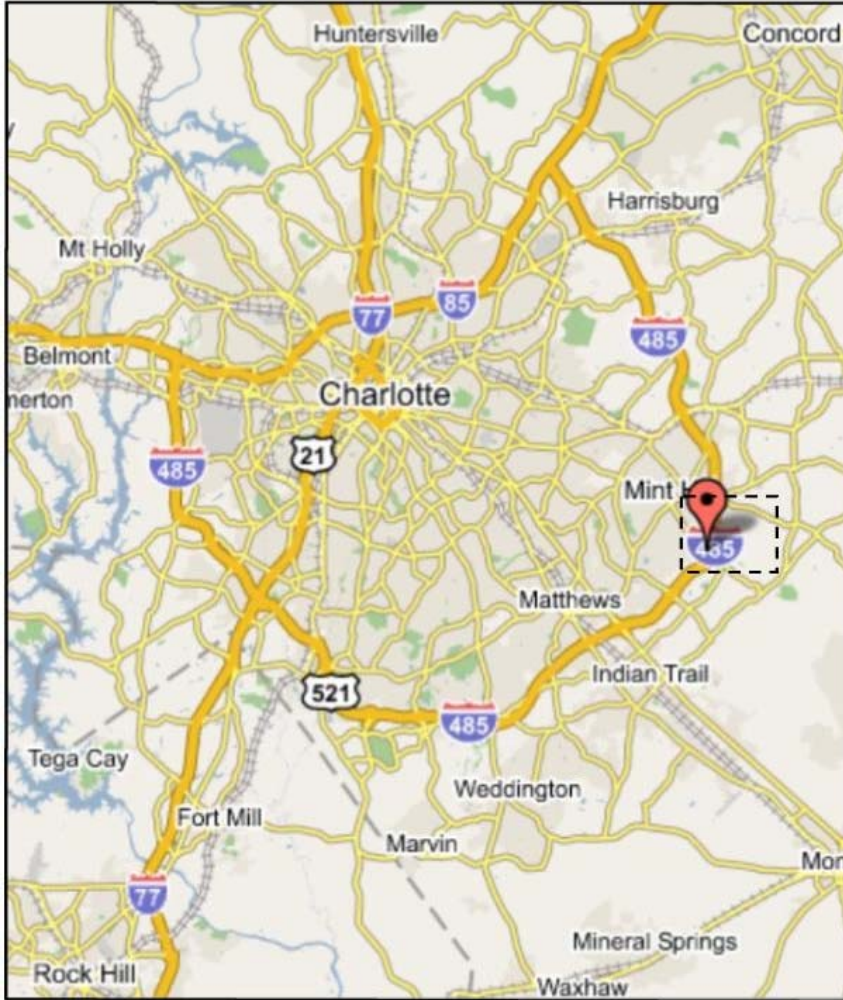 Huntersville
Concord
Harrisburg
Mt Holly
77
85
485
Belmont
Charlotte
21
485
Mint
485
Matthews
Indian Trail
521
485
Tega Cay
Weddington
Fort Mill
Marvin
77
Mineral Springs
Rock Hill
Waxhaw